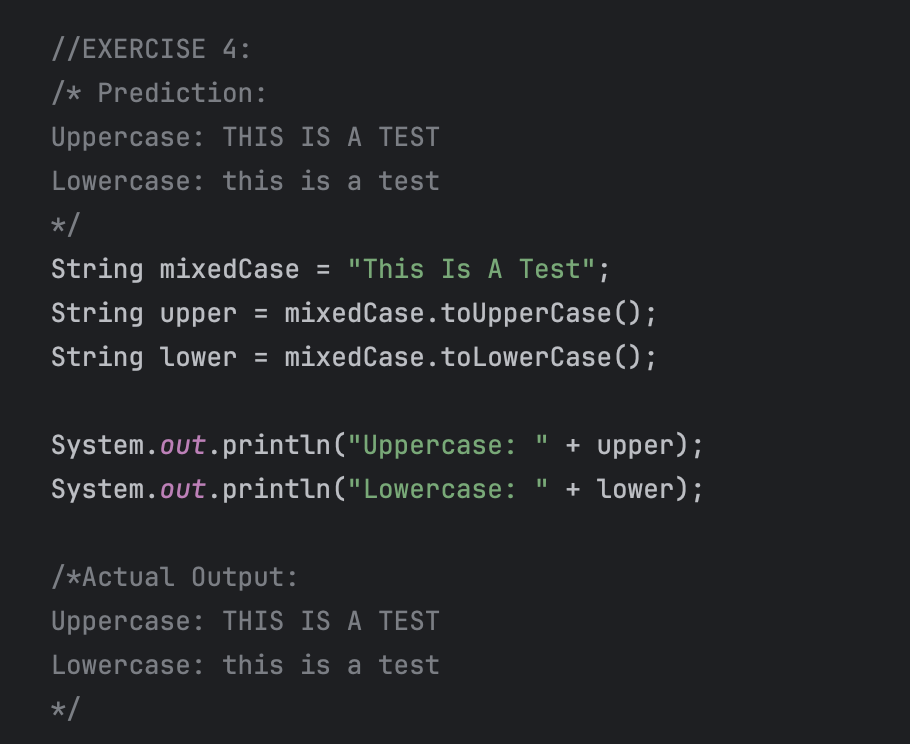 //EXERCISE 4:
/* Prediction:
Uppercase: THIS IS A TEST
Lowercase: this is a test
*/
String mixedCase = "This Is A Test";
String upper = mixedCase.toUpperCase();
String lower = mixedCase.toLowerCase();
System.out.println("Uppercase: " + upper);
System.out.println("Lowercase: " + lower);
/*Actual Output:
Uppercase: THIS IS A TEST
Lowercase: this is a test
*/